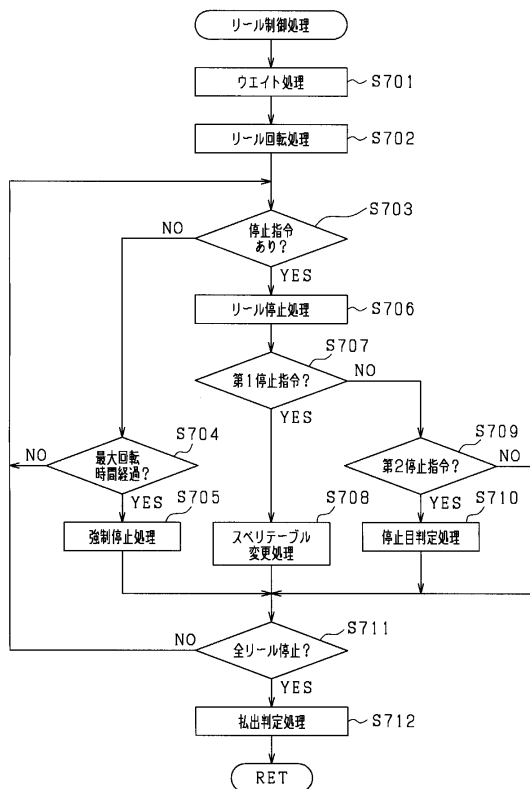 リール制御処理
ウエイト処理
S701
リール回転処理
S702
S703
NO
停止指令
あり?
YES
リール停止処理
S706
S707
第1停止指令?
NO
YES
S704
S709
NO
最大回転
時間経過?
第2停止指令?
NO
YES
S705
S708
YES
S710
強制停止処理
スベリテーブル
変更処理
停止目判定処理
S711
NO
全リール停止?
YES
払出判定処理
S712
RET